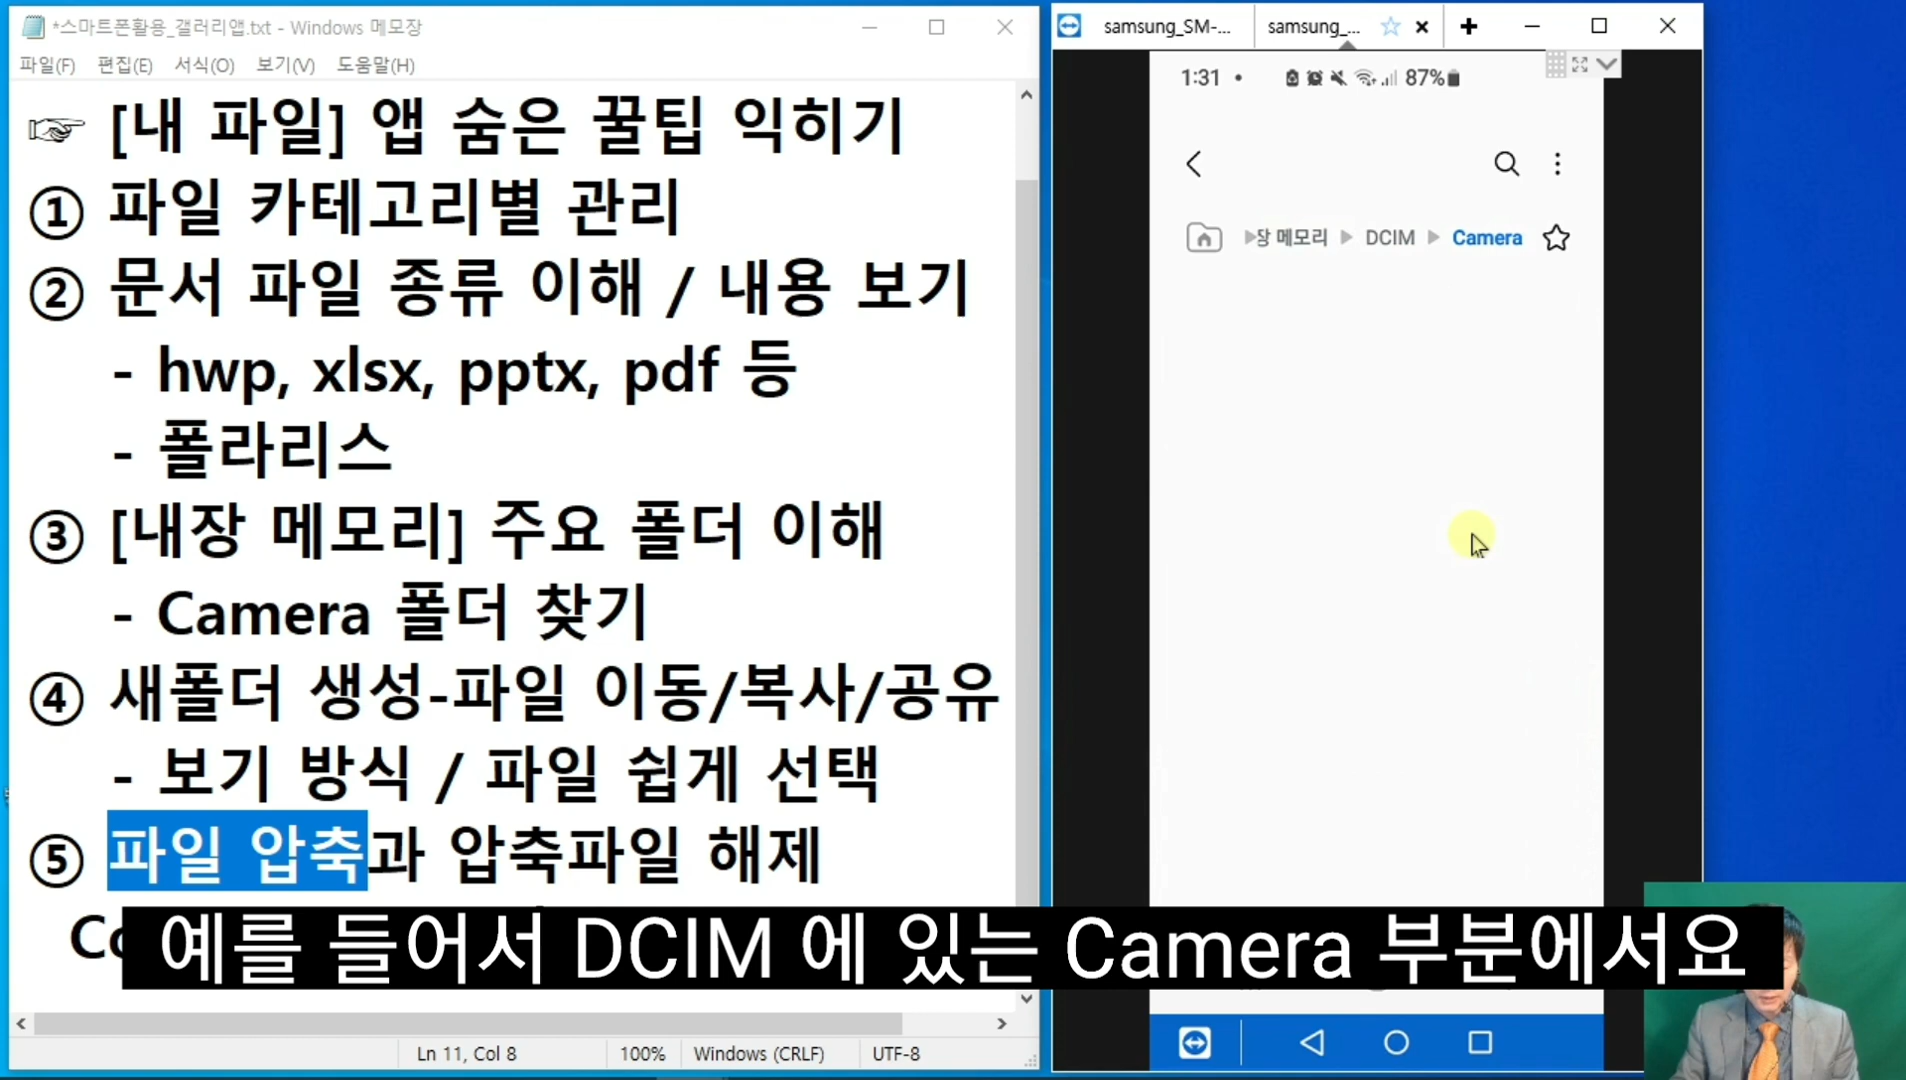 *스마트폰활용_갤러리앱.txt - Windows 메모장
파일(F) 편집(E) 서식(O) 보기(V) 도움말(H)
☞ [내 파일] 앱 숨은 꿀팁 익히기
① 파일 카테고리별 관리
② 문서 파일 종류 이해 / 내용 보기
- hwp, xlsx, pptx, pdf 등
- 폴라리스
③ [내장 메모리] 주요 폴더 이해
- Camera 폴더 찾기
④ 새폴더 생성-파일 이동/복사/공유
- 보기 방식 / 파일 쉽게 선택
⑤ 파일 압축과 압축파일 해제
Ln 11, Col 8 100% Windows (CRLF) UTF-8
samsung_SM-... samsung_...
1:31 87%
장 메모리 DCIM Camera
예를 들어서 DCIM 에 있는 Camera 부분에서요